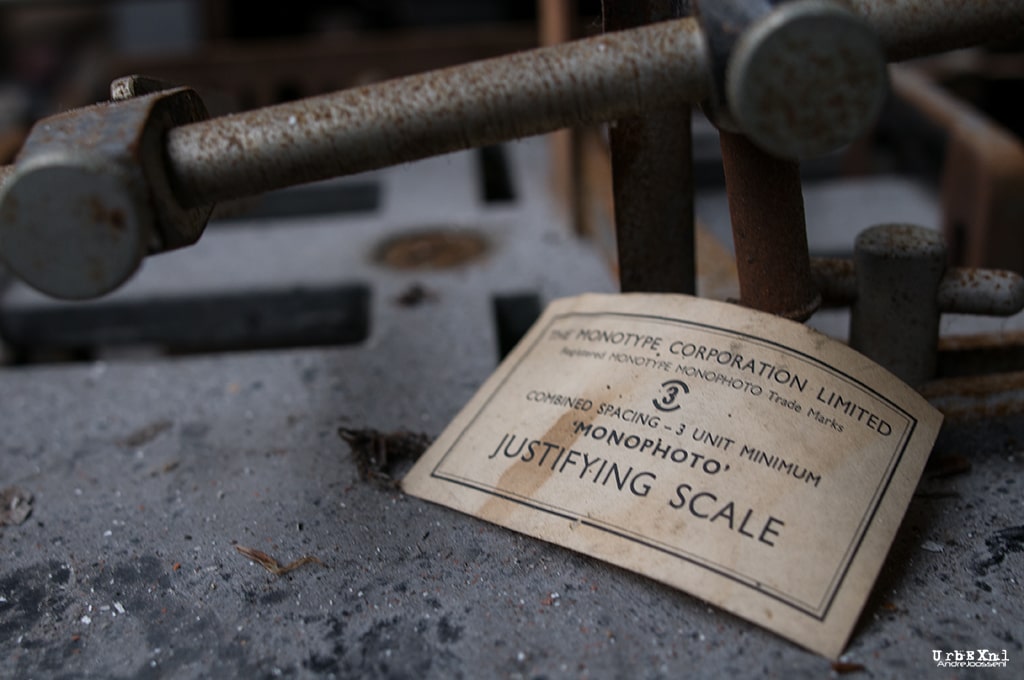 THE MONOTYPE CORPORATION LIMITED
Registered MONOTYPE MONOPHOTO Trade Marks
3
COMBINED SPACING – 3 UNIT MINIMUM
'MONOPHOTO'
JUSTIFYING SCALE
UrbEXnl
AndreJoosse